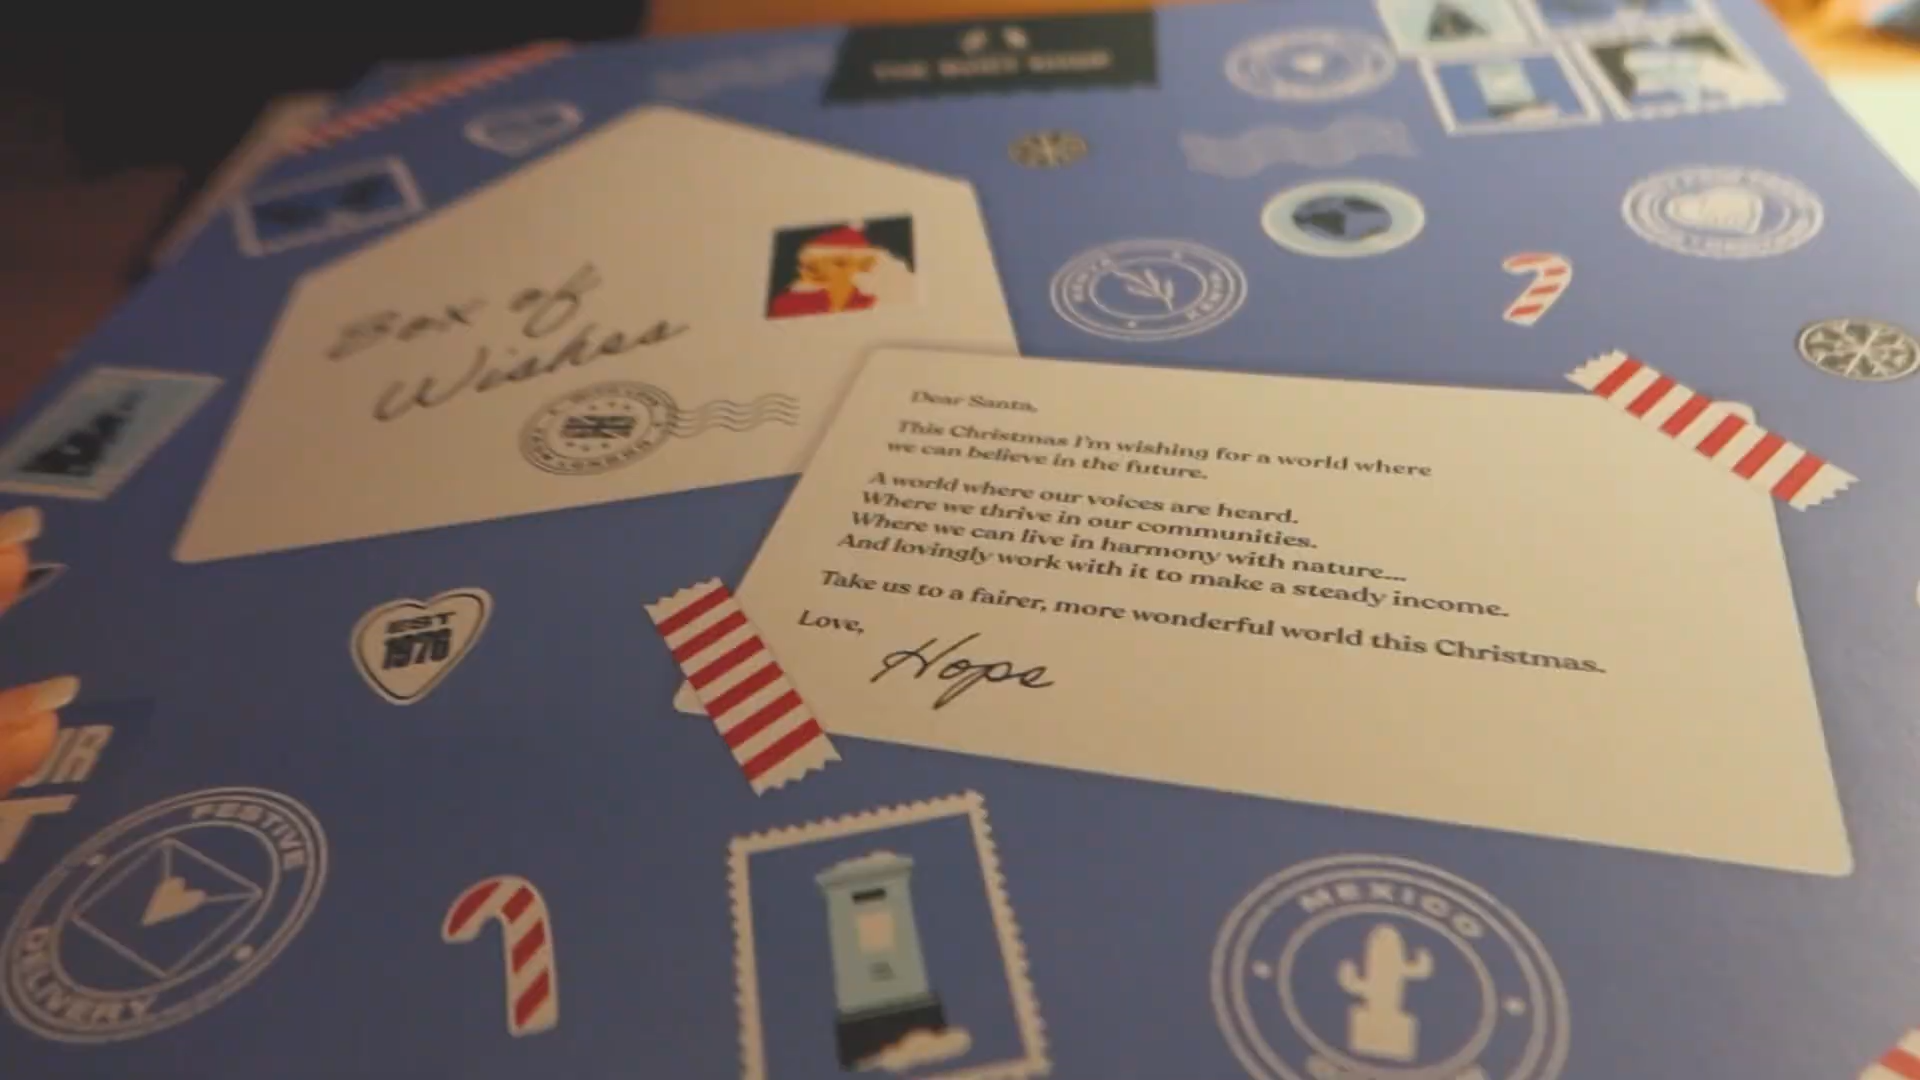 THE BODY SHOP
Box of
Wishes
Dear Santa,
This Christmas I'm wishing for a world where
we can believe in the future.
A world where our voices are heard.
Where we thrive in our communities.
Where we can live in harmony with nature...
And lovingly work with it to make a steady income.
Take us to a fairer, more wonderful world this Christmas.
Love,
Hope
EST
1976
FESTIVE
DELIVERY
MEXICO